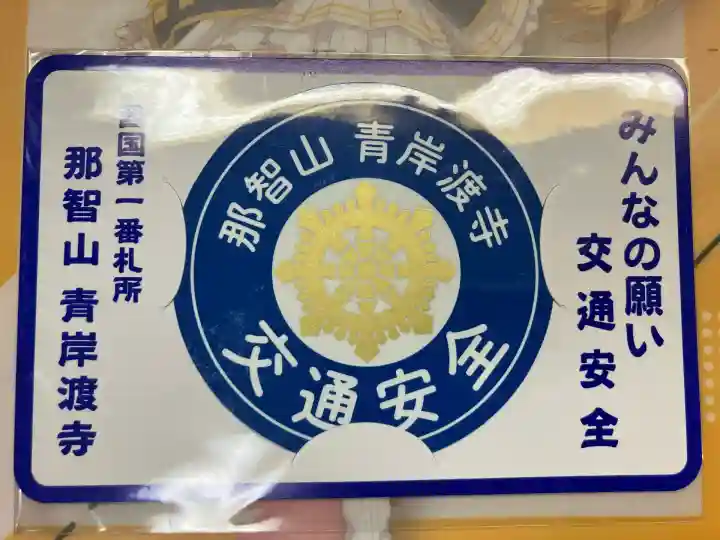 みんなの願い
交通安全
那智山 青岸渡寺
交通安全
西国第一番札所
那智山 青岸渡寺